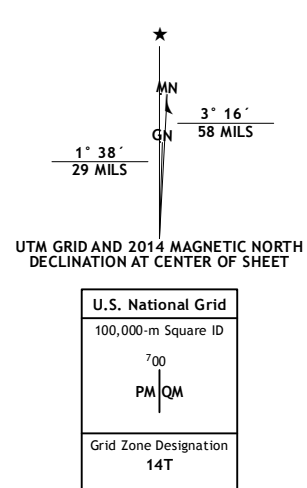 ★
MN
3° 16´
58 MILS
GN
1° 38´
29 MILS
UTM GRID AND 2014 MAGNETIC NORTH
DECLINATION AT CENTER OF SHEET
U.S. National Grid
100,000-m Square ID
⁷00
PM QM
Grid Zone Designation
14T